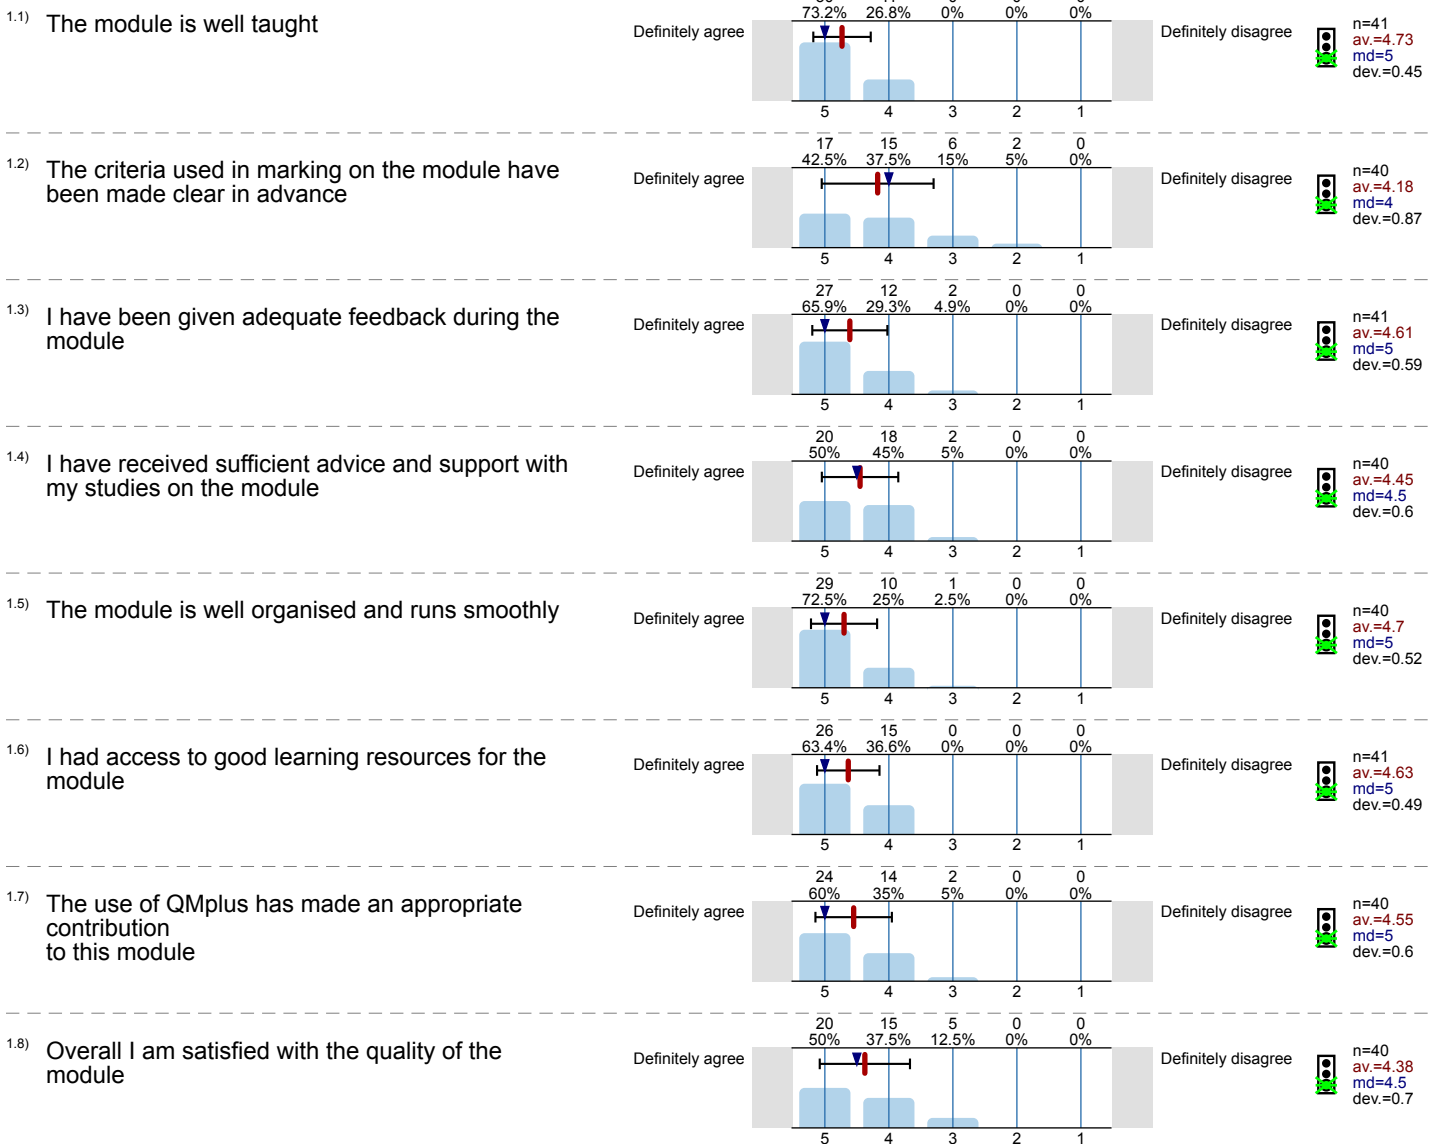 73.2% 26.8% 0% 0% 0%
1.1) The module is well taught
Definitely agree
Definitely disagree
n=41
av.=4.73
md=5
dev.=0.45
5 4 3 2 1
17 15 6 2 0
42.5% 37.5% 15% 5% 0%
1.2) The criteria used in marking on the module have
been made clear in advance
Definitely agree
Definitely disagree
n=40
av.=4.18
md=4
dev.=0.87
5 4 3 2 1
27 12 2 0 0
65.9% 29.3% 4.9% 0% 0%
1.3) I have been given adequate feedback during the
module
Definitely agree
Definitely disagree
n=41
av.=4.61
md=5
dev.=0.59
5 4 3 2 1
20 18 2 0 0
50% 45% 5% 0% 0%
1.4) I have received sufficient advice and support with
my studies on the module
Definitely agree
Definitely disagree
n=40
av.=4.45
md=4.5
dev.=0.6
5 4 3 2 1
29 10 1 0 0
72.5% 25% 2.5% 0% 0%
1.5) The module is well organised and runs smoothly
Definitely agree
Definitely disagree
n=40
av.=4.7
md=5
dev.=0.52
5 4 3 2 1
26 15 0 0 0
63.4% 36.6% 0% 0% 0%
1.6) I had access to good learning resources for the
module
Definitely agree
Definitely disagree
n=41
av.=4.63
md=5
dev.=0.49
5 4 3 2 1
24 14 2 0 0
60% 35% 5% 0% 0%
1.7) The use of QMplus has made an appropriate
contribution
to this module
Definitely agree
Definitely disagree
n=40
av.=4.55
md=5
dev.=0.6
5 4 3 2 1
20 15 5 0 0
50% 37.5% 12.5% 0% 0%
1.8) Overall I am satisfied with the quality of the
module
Definitely agree
Definitely disagree
n=40
av.=4.38
md=4.5
dev.=0.7
5 4 3 2 1